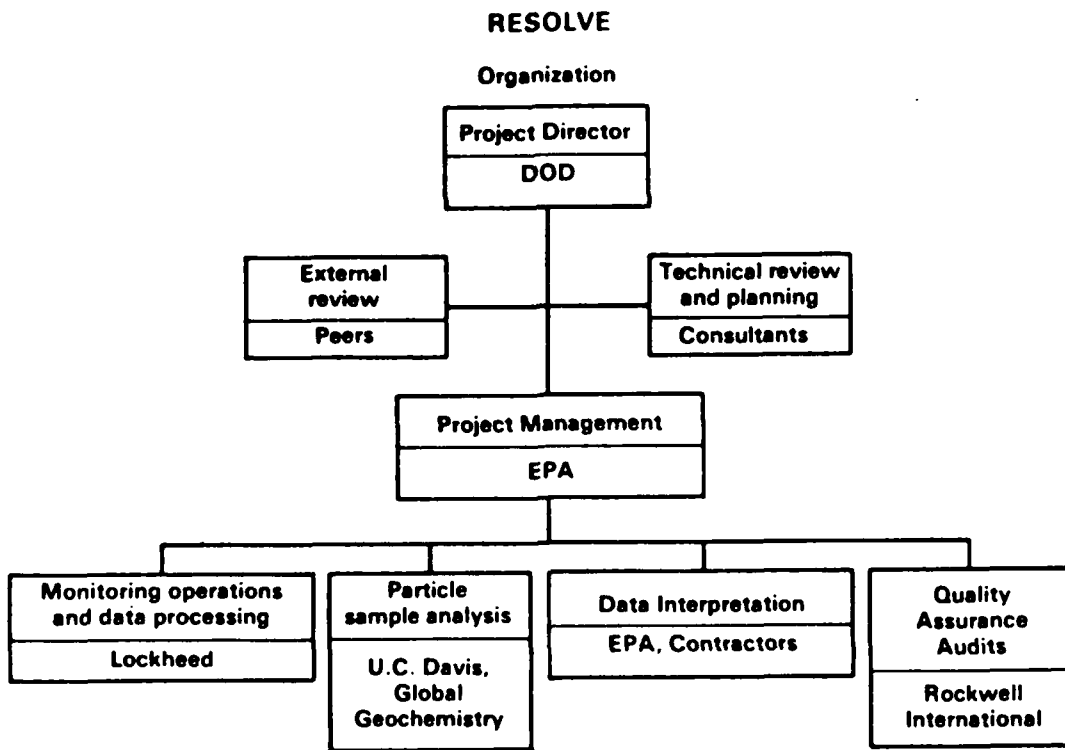 RESOLVE
Organization
Project Director
DOD
External
review
Peers
Technical review
and planning
Consultants
Project Management
EPA
Monitoring operations
and data processing
Lockheed
Particle
sample analysis
U.C. Davis,
Global
Geochemistry
Data Interpretation
EPA, Contractors
Quality
Assurance
Audits
Rockwell
International